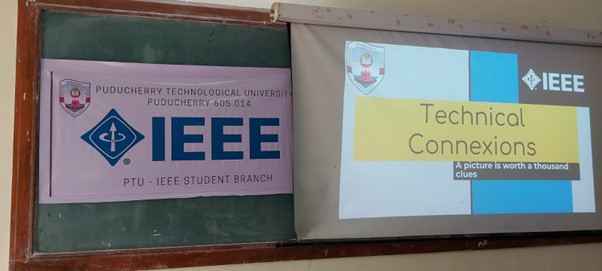 PUDUCHERRY TECHNOLOGICAL UNIVERSITY
PUDUCHERRY 605 014
IEEE
PTU - IEEE STUDENT BRANCH
IEEE
Technical
Connexions
A picture is worth a thousand
clues